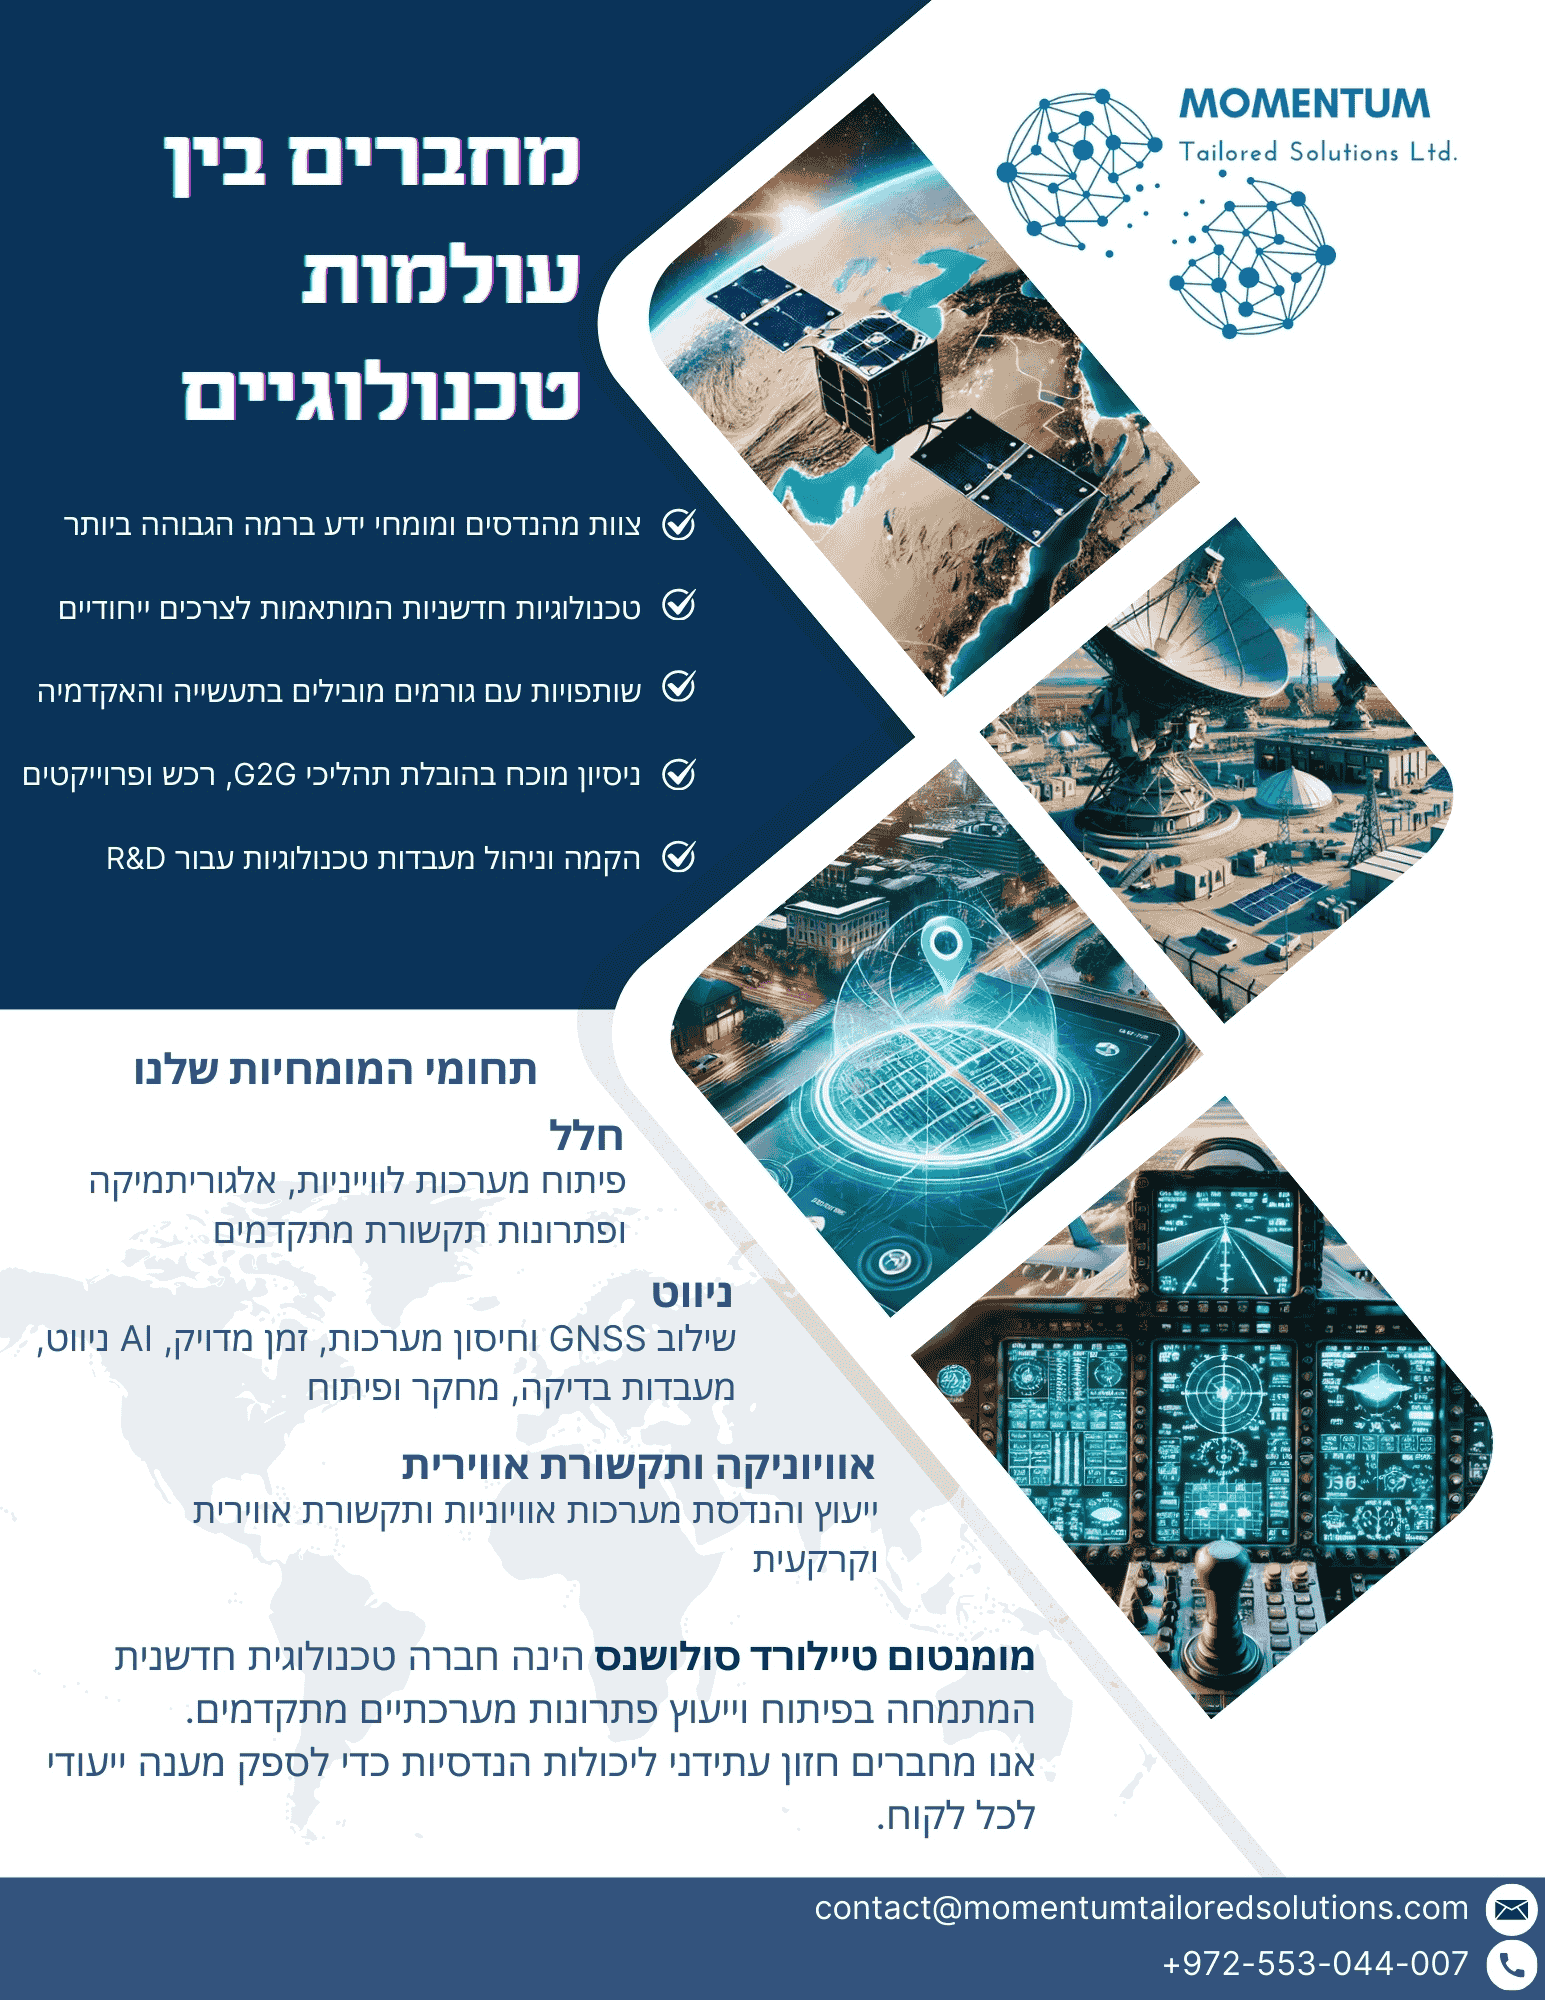 MOMENTUM
Tailored Solutions Ltd.
מחברים בין
עולמות
טכנולוגיים
צוות מהנדסים ומומחי ידע ברמה הגבוהה ביותר
טכנולוגיות חדשניות המותאמות לצרכים ייחודיים
שותפויות עם גורמים מובילים בתעשייה והאקדמיה
ניסיון מוכח בהובלת תהליכי G2G, רכש ופרוייקטים
הקמה וניהול מעבדות טכנולוגיות עבור R&D
תחומי המומחיות שלנו
חלל
פיתוח מערכות לווייניות, אלגוריתמיקה
ופתרונות תקשורת מתקדמים
ניווט
שילוב GNSS וחיסון מערכות, זמן מדויק, AI ניווט,
מעבדות בדיקה, מחקר ופיתוח
אוויוניקה ותקשורת אווירית
ייעוץ והנדסת מערכות אוויוניות ותקשורת אווירית
וקרקעית
מומנטום טיילורד סולושנס הינה חברה טכנולוגית חדשנית
המתמחה בפיתוח וייעוץ פתרונות מערכתיים מתקדמים.
אנו מחברים חזון עתידני ליכולות הנדסיות כדי לספק מענה ייעודי
לכל לקוח.
contact@momentumtailoredsolutions.com
+972-553-044-007